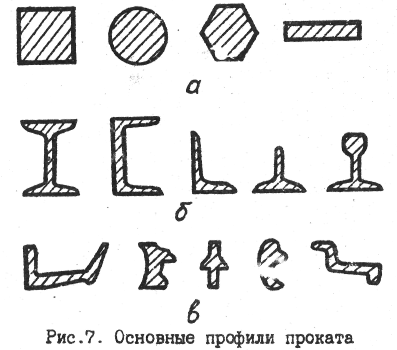 а
б
в
Рис.7. Основные профили проката